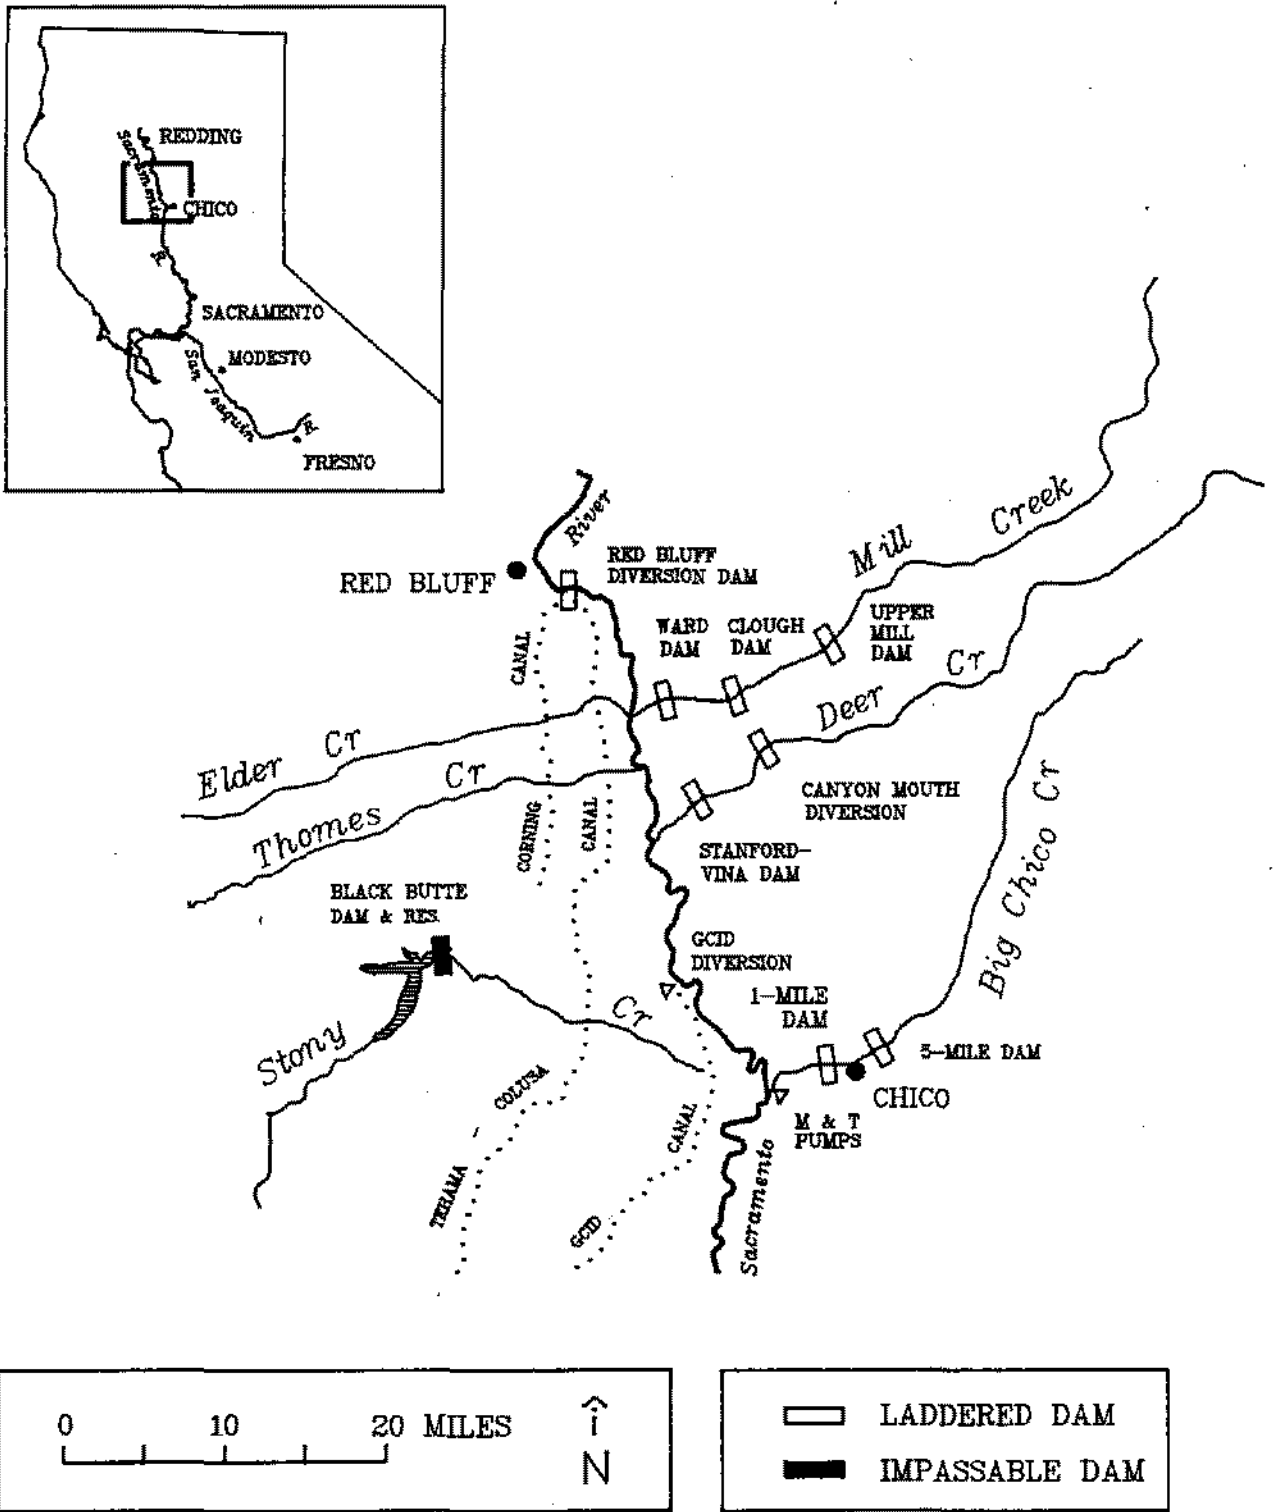 REDDING
Sacramento
CHICO
R
SACRAMENTO
MODESTO
San Joaquin
R
FRESNO
River
RED BLUFF
RED BLUFF
DIVERSION DAM
Mill Creek
WARD
DAM
CLOUGH
DAM
UPPER
MILL
DAM
CANAL
Deer Cr
Elder Cr
Thomes Cr
CANYON MOUTH
DIVERSION
CORNING
CANAL
STANFORD-
VINA DAM
BLACK BUTTE
DAM & RES.
Big Chico Cr
GCID
DIVERSION
1-MILE
DAM
Stony
Cr
5-MILE DAM
CHICO
COLUSA
M & T
PUMPS
CANAL
TEHAMA
GCID
Sacramento
0 10 20 MILES
N
LADDERED DAM
IMPASSABLE DAM